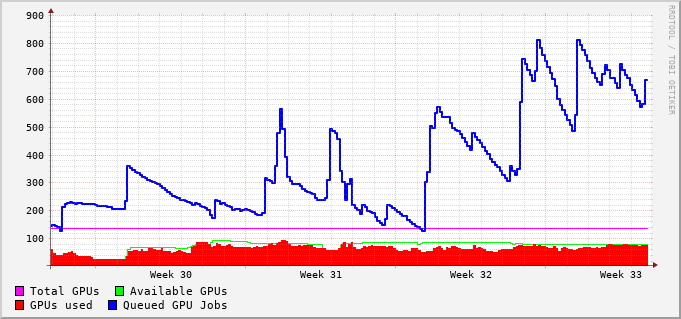 900
800
700
600
500
400
300
200
100
Week 30 Week 31 Week 32 Week 33
Total GPUs Available GPUs
GPUs used Queued GPU Jobs
RRDTOOL / TOBI OETIKER